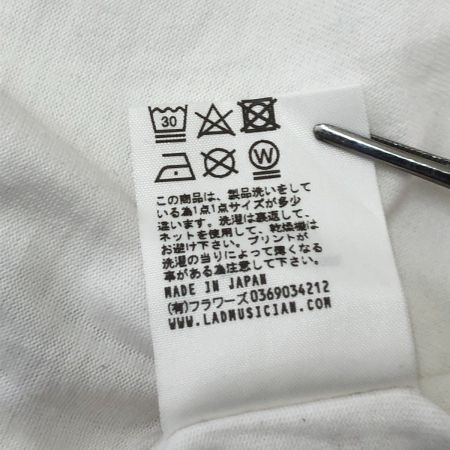 30
W
この商品は、製品洗いをして
いる為1点1点サイズが多少
違います。洗濯は裏返して、
ネットを使用して、乾燥機は
お避け下さい。プリントが
洗濯の当りによって薄くなる
事がある為注意して下さい。
MADE IN JAPAN
(有)フラワーズ0369034212
WWW.LADMUSICIAN.COM